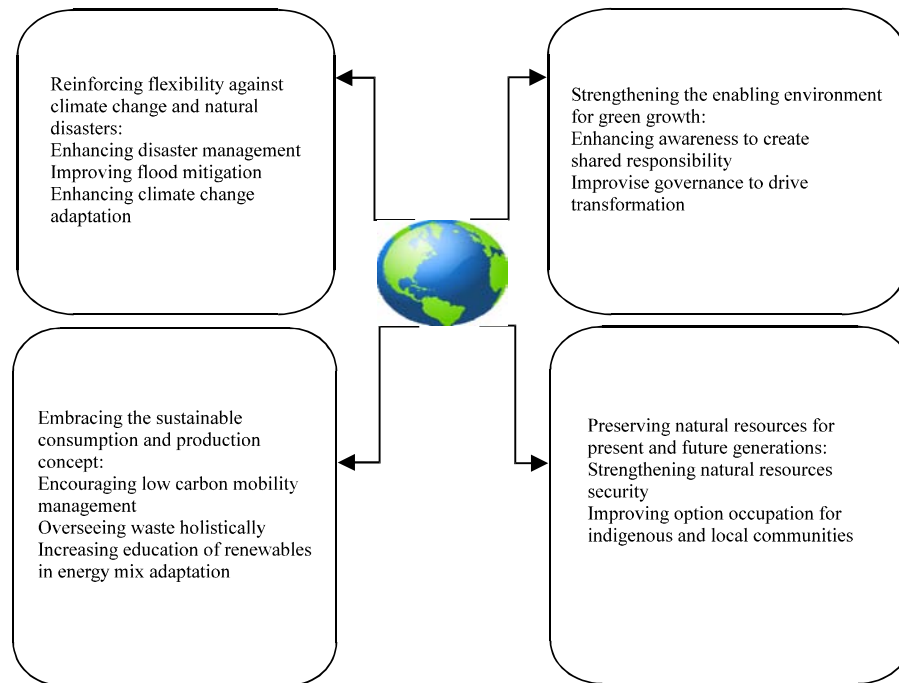 Reinforcing flexibility against
climate change and natural
disasters:
Enhancing disaster management
Improving flood mitigation
Enhancing climate change
adaptation
Strengthening the enabling environment
for green growth:
Enhancing awareness to create
shared responsibility
Improvise governance to drive
transformation
Embracing the sustainable
consumption and production
concept:
Encouraging low carbon mobility
management
Overseeing waste holistically
Increasing education of renewables
in energy mix adaptation
Preserving natural resources for
present and future generations:
Strengthening natural resources
security
Improving option occupation for
indigenous and local communities